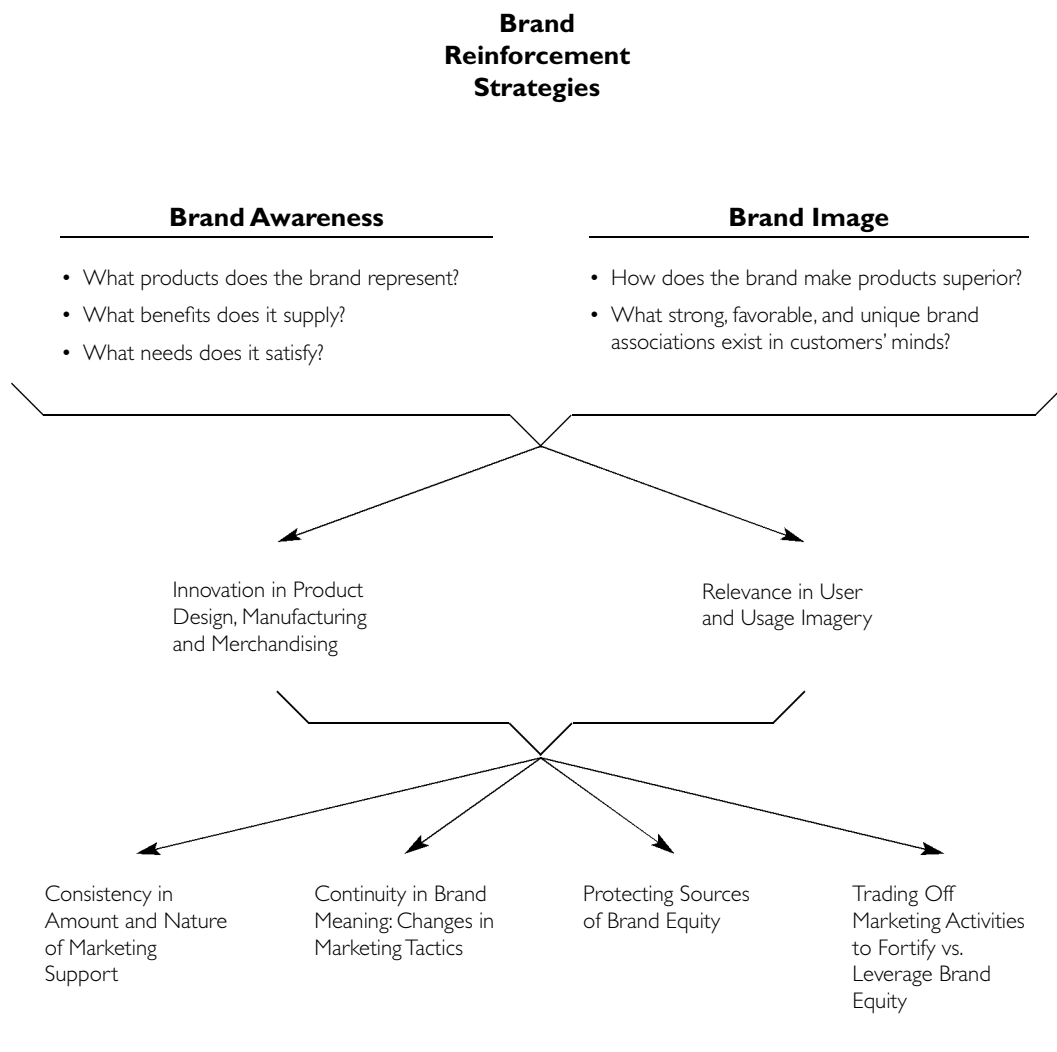 Brand
Reinforcement
Strategies
Brand Awareness
• What products does the brand represent?
• What benefits does it supply?
• What needs does it satisfy?
Brand Image
• How does the brand make products superior?
• What strong, favorable, and unique brand
associations exist in customers' minds?
Innovation in Product
Design, Manufacturing
and Merchandising
Relevance in User
and Usage Imagery
Consistency in
Amount and Nature
of Marketing
Support
Continuity in Brand
Meaning: Changes in
Marketing Tactics
Protecting Sources
of Brand Equity
Trading Off
Marketing Activities
to Fortify vs.
Leverage Brand
Equity